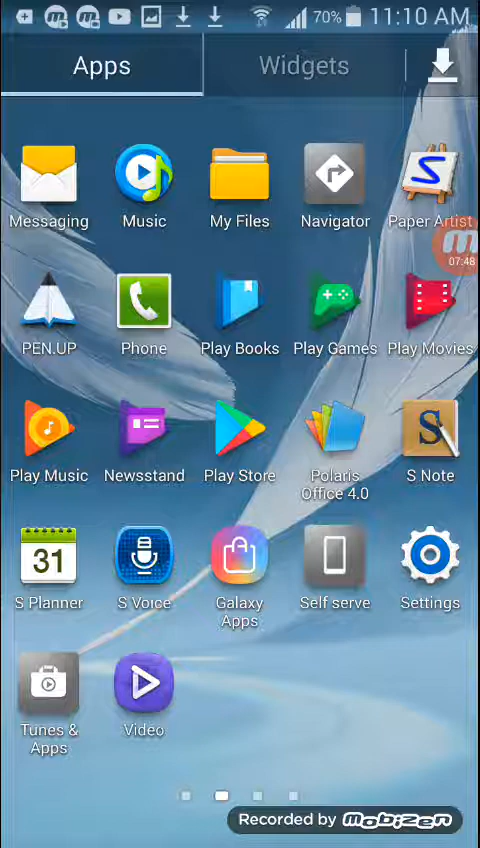 70% 11:10 AM
Apps Widgets
Messaging Music My Files Navigator Paper Artist
07:48
PEN.UP Phone Play Books Play Games Play Movies
Play Music Newsstand Play Store Polaris Office 4.0 S Note
31
S Planner S Voice Galaxy Apps Self serve Settings
Tunes & Apps Video
Recorded by Mobizen